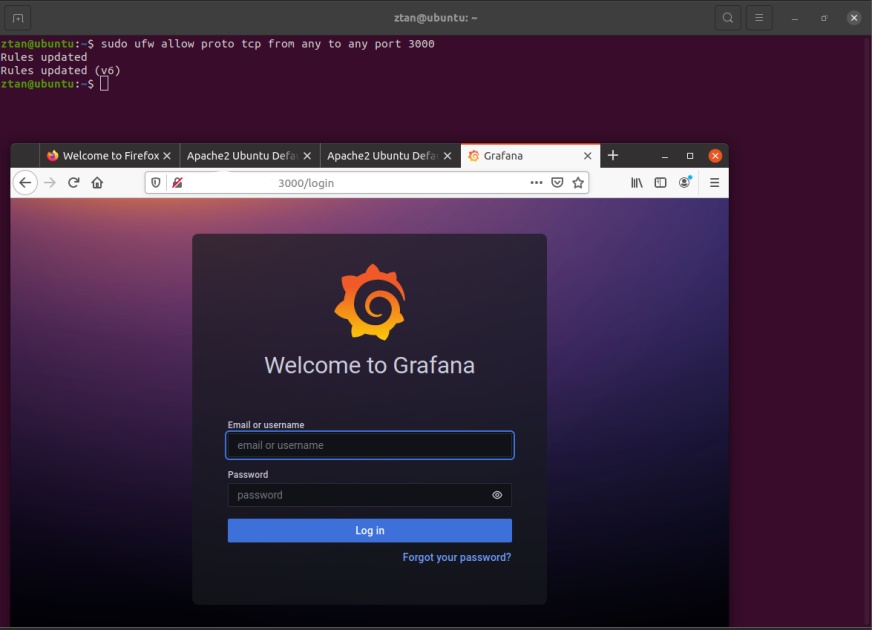 ztan@ubuntu: ~
ztan@ubuntu:~$ sudo ufw allow proto tcp from any to any port 3000
Rules updated
Rules updated (v6)
ztan@ubuntu:~$
Welcome to Firefox
Apache2 Ubuntu Defa
Apache2 Ubuntu Defa
Grafana
3000/login
Welcome to Grafana
Email or username
email or username
Password
password
Log in
Forgot your password?